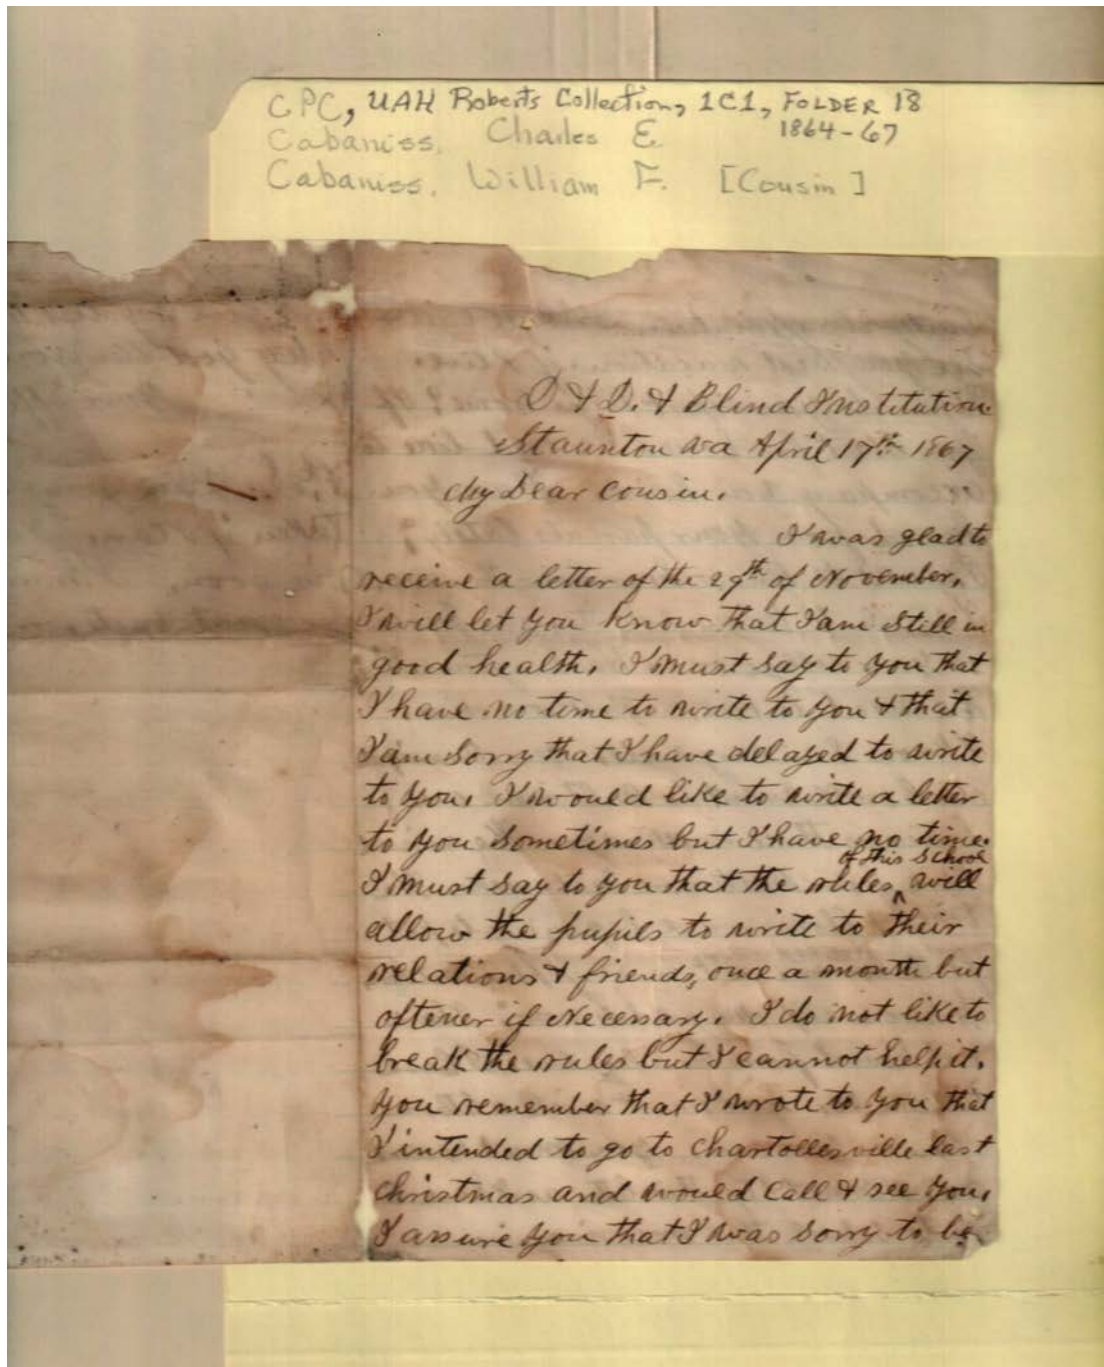 CPC, UAH Roberts Collection, 1C1, FOLDER 18
Cabaniss, Charles E. 1864-67
Cabaniss, William F. [Cousin]
D & D. & Blind Institution
Staunton va April 17th 1867
My Dear Cousin.
I was glad to
receive a letter of the 29th of November.
I will let you know that I am still in
good health. I must say to you that
I have no time to write to you & that
I am sorry that I have delayed to write
to you. I would like to write a letter
to you sometimes but I have no time.
of this school
I must say to you that the rules ^ will
allow the pupils to write to their
relations & friends, once a month but
oftener if necessary. I do not like to
break the rules but I cannot help it.
You remember that I wrote to you that
I intended to go to Chartollesville last
christmas and would call & see you.
I assure you that I was sorry to be